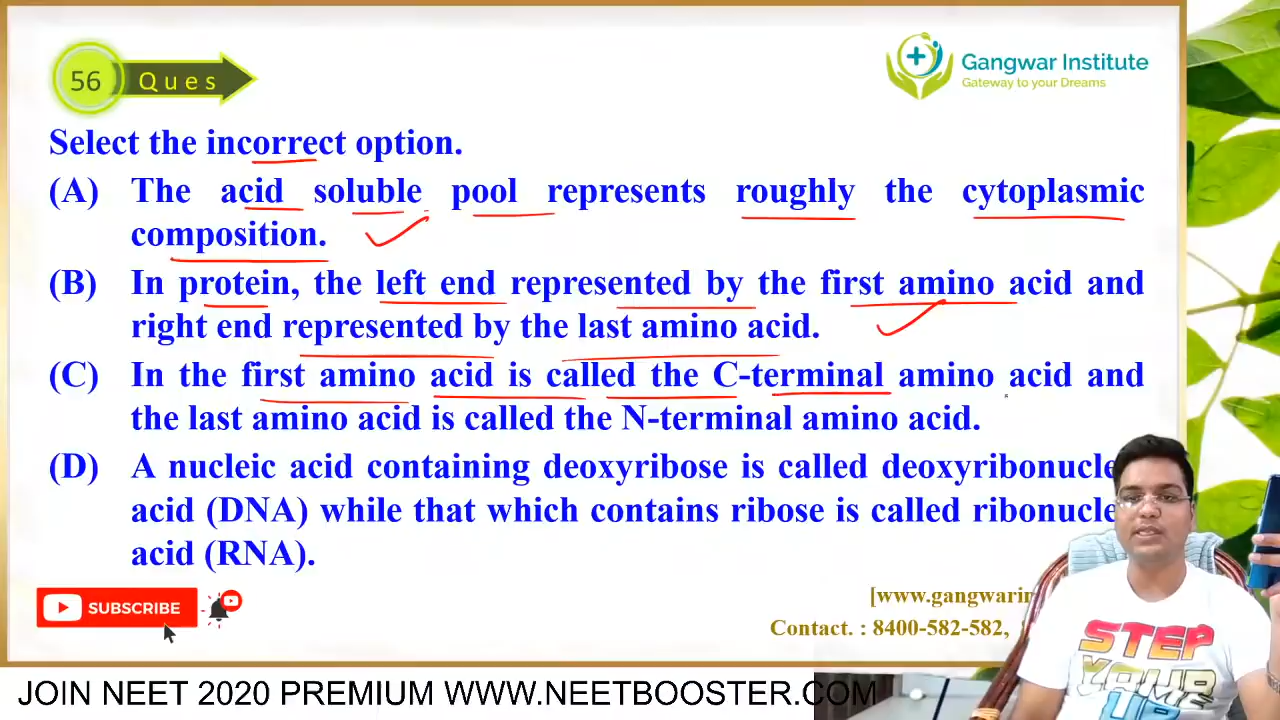 56 Ques
Gangwar Institute
Gateway to your Dreams
Select the incorrect option.
(A) The acid soluble pool represents roughly the cytoplasmic
composition.
(B) In protein, the left end represented by the first amino acid and
right end represented by the last amino acid.
(C) In the first amino acid is called the C-terminal amino acid and
the last amino acid is called the N-terminal amino acid.
(D) A nucleic acid containing deoxyribose is called
acid (DNA) while that which contains ribose is called
acid (RNA).
SUBSCRIBE
Contact. : 8400-582-582,
STEP
YOUR
UP
JOIN NEET 2020 PREMIUM WWW.NEETBOOSTER.COM